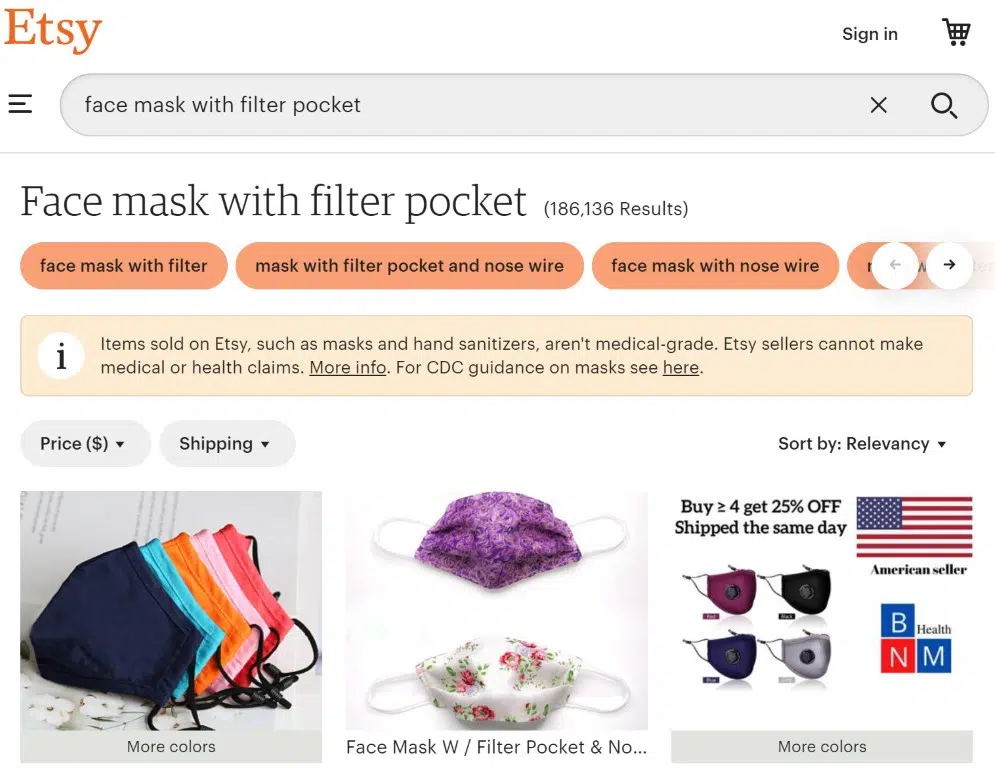 Etsy
Sign in
face mask with filter pocket
Face mask with filter pocket (186,136 Results)
face mask with filter
mask with filter pocket and nose wire
face mask with nose wire
Items sold on Etsy, such as masks and hand sanitizers, aren't medical-grade. Etsy sellers cannot make
medical or health claims. More info. For CDC guidance on masks see here.
Price ($)
Shipping
Sort by: Relevancy
Buy ≥ 4 get 25% OFF
Shipped the same day
American seller
Red
Black
Blue
B Health
N M
More colors
Face Mask W / Filter Pocket & No...
More colors